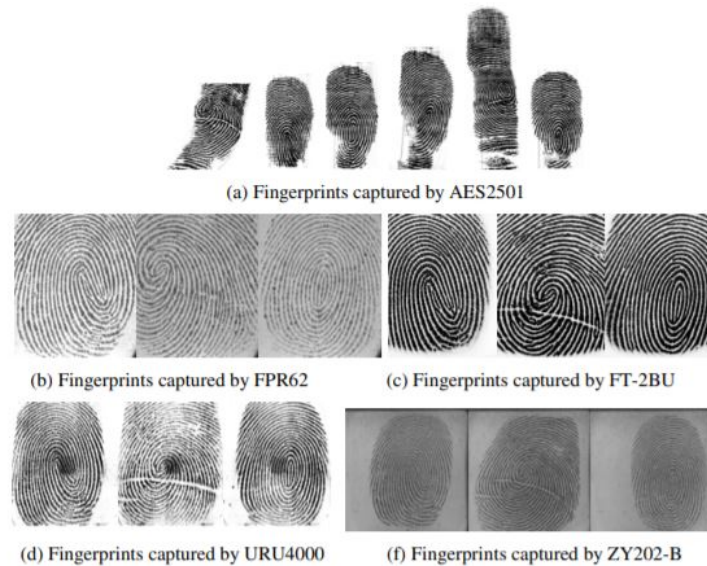 (a) Fingerprints captured by AES2501
(b) Fingerprints captured by FPR62
(c) Fingerprints captured by FT-2BU
(d) Fingerprints captured by URU4000
(f) Fingerprints captured by ZY202-B